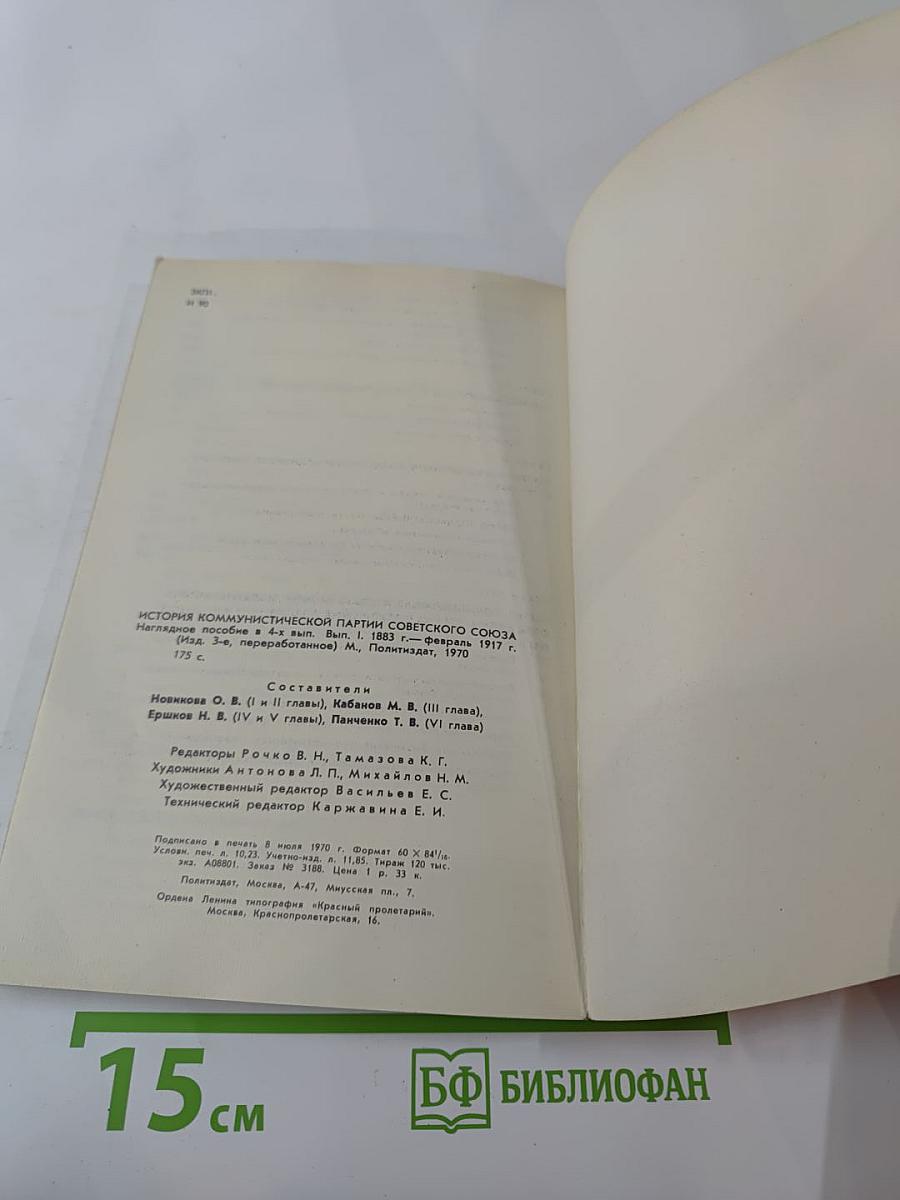 ЗКП1.
И 90
ИСТОРИЯ КОММУНИСТИЧЕСКОЙ ПАРТИИ СОВЕТСКОГО СОЮЗА
Наглядное пособие в 4-х вып. Вып. I. 1883 г.— февраль 1917 г.
(Изд. 3-е, переработанное) М., Политиздат, 1970
175 с.
Составители
Новикова О. В. (I и II главы), Кабанов М. В. (III глава),
Ершков Н. В. (IV и V главы), Панченко Т. В. (VI глава)
Редакторы Рочко В. Н., Тамазова К. Г.
Художники Антонова Л. П., Михайлов Н. М.
Художественный редактор Васильев Е. С.
Технический редактор Каржавина Е. И.
Подписано в печать 8 июля 1970 г. Формат 60 × 84 1/16.
Условн. печ. л. 10,23. Учетно-изд. л. 11,85. Тираж 120 тыс.
экз. А08801. Заказ № 3188. Цена 1 р. 33 к.
Политиздат, Москва, А-47, Миусская пл., 7.
Ордена Ленина типография «Красный пролетарий».
Москва, Краснопролетарская, 16.
15 см
БФ БИБЛИОФАН